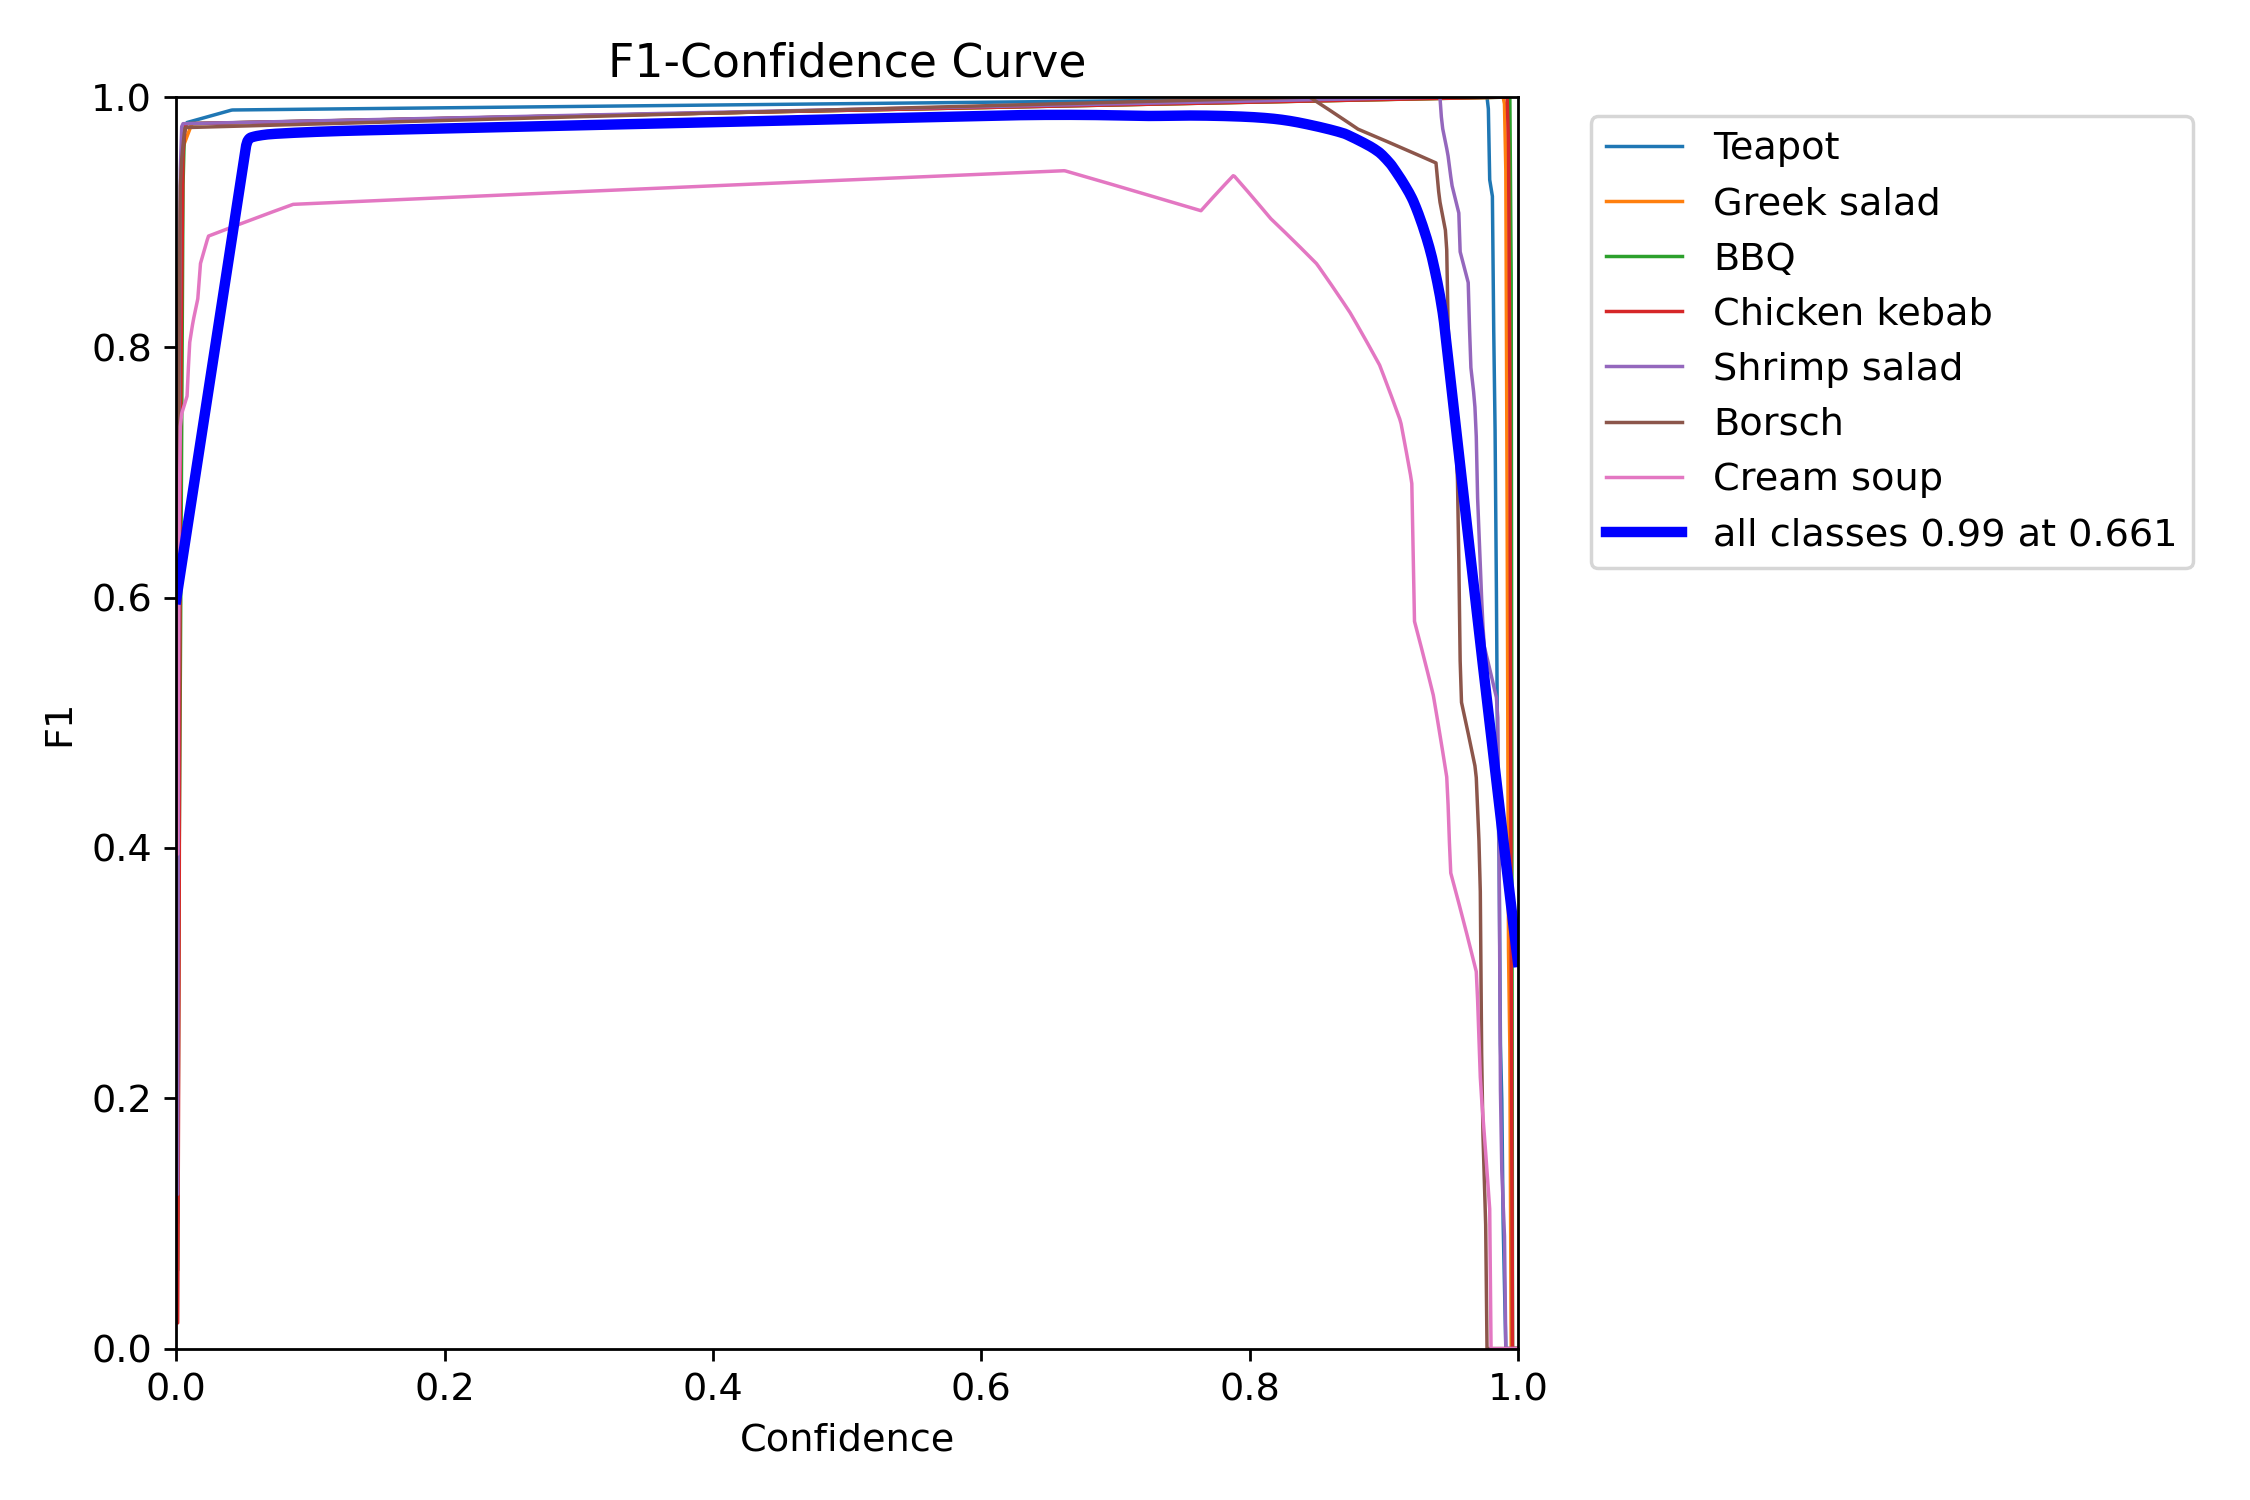 F1-Confidence Curve
1.0
0.8
0.6
0.4
0.2
0.0
F1
0.0 0.2 0.4 0.6 0.8 1.0
Confidence
Teapot
Greek salad
BBQ
Chicken kebab
Shrimp salad
Borsch
Cream soup
all classes 0.99 at 0.661